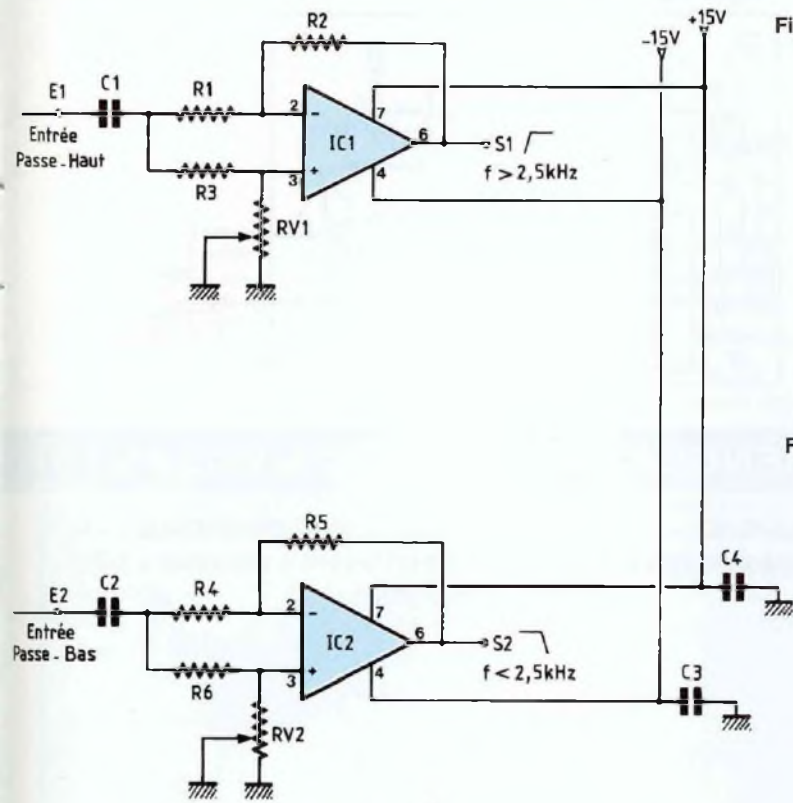 +15V
Fi
-15V
R2
E1
C1
R1
2
-
7
IC1
6
S1
Entrée
Passe-Haut
+
3
4
f > 2,5kHz
R3
RV1
F
R5
C4
E2
C2
R4
2
-
7
IC2
6
S2
Entrée
Passe-Bas
+
3
4
f < 2,5kHz
C3
R6
RV2